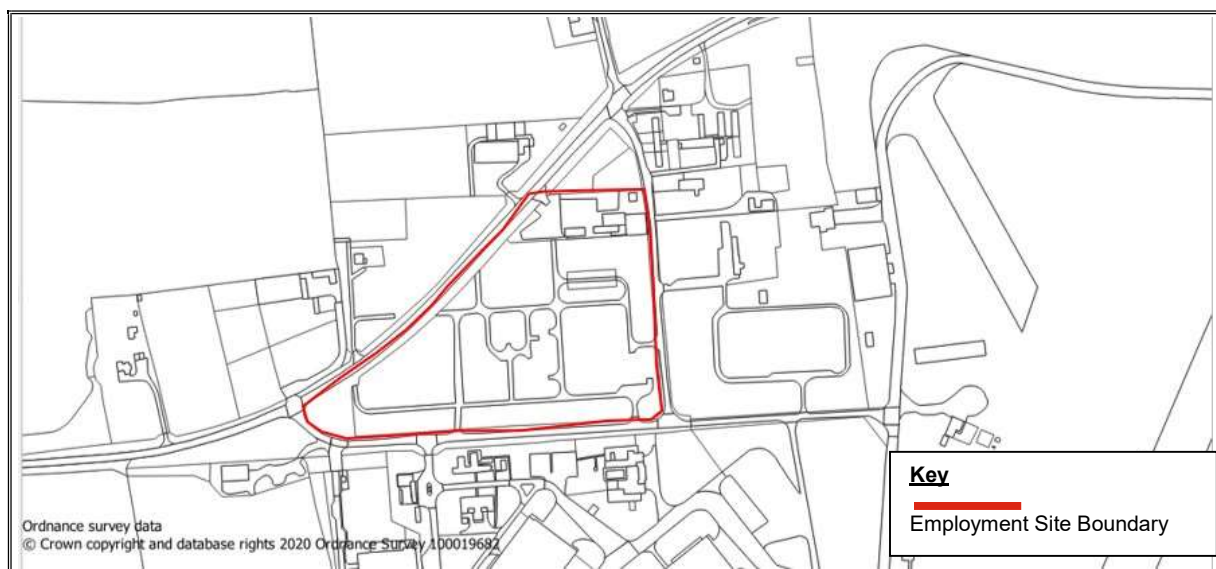 Ordnance survey data
© Crown copyright and database rights 2020 Ordnance Survey 100019682
Key
Employment Site Boundary